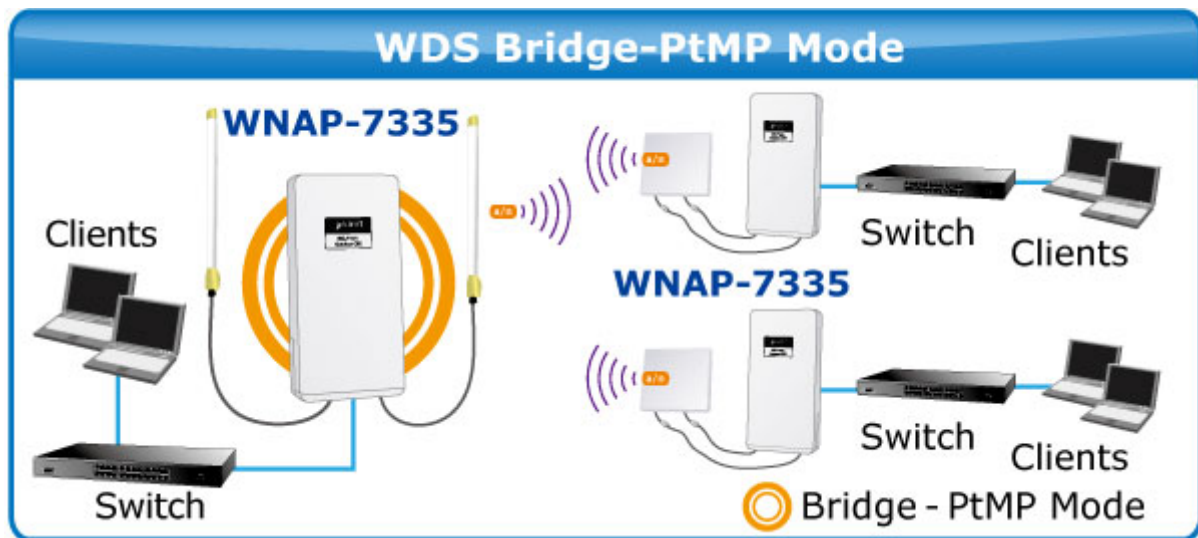 WDS Bridge-PtMP Mode
WNAP-7335
Clients
Switch
a/n
a/n
Switch
Clients
WNAP-7335
a/n
Switch
Clients
Bridge - PtMP Mode